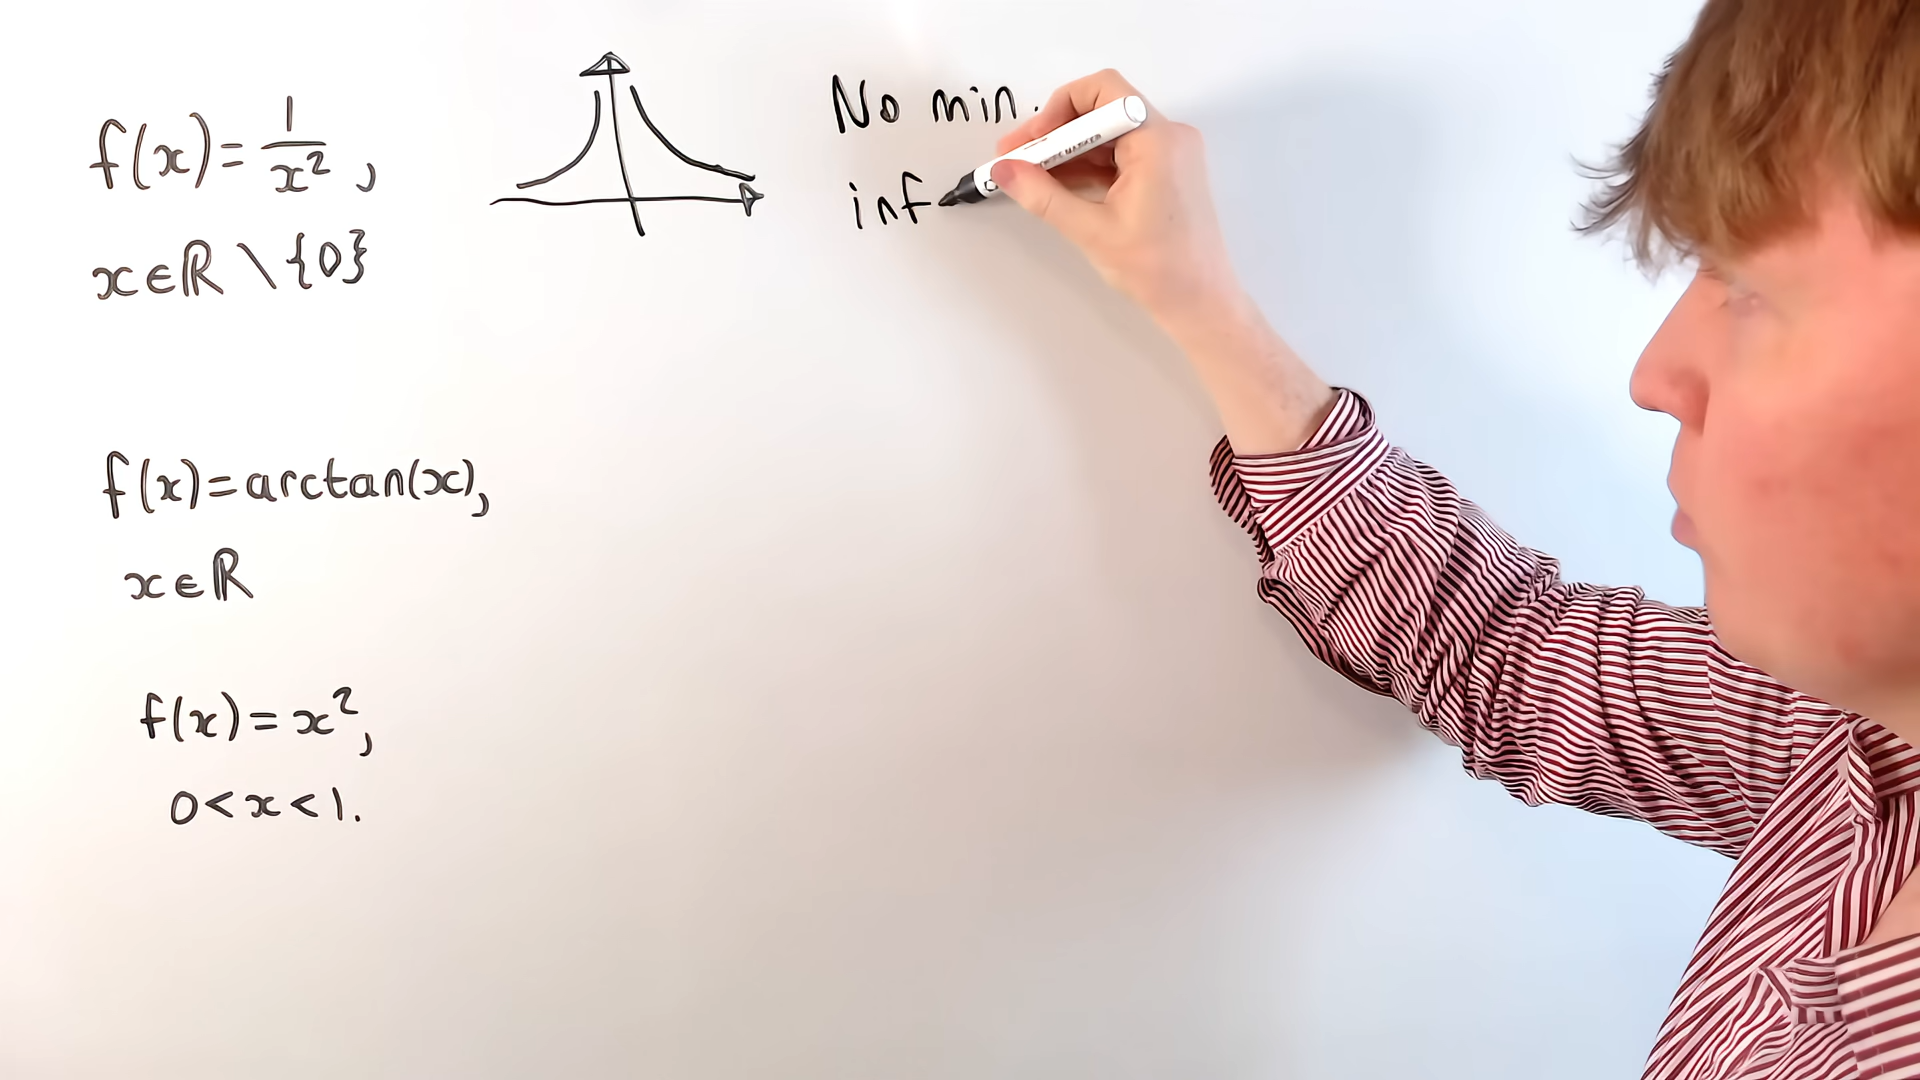 f(x) = 1/x²,
x ∈ ℝ \ {0}
No min.
inf
f(x) = arctan(x),
x ∈ ℝ
f(x) = x²,
0 < x < 1.